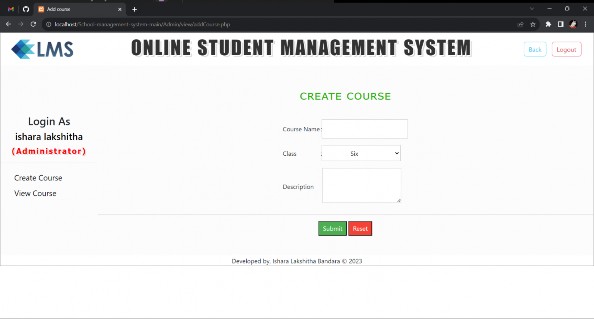 Add course
localhost/School-management-system-main/Admin/view/addCourse.php
LMS
ONLINE STUDENT MANAGEMENT SYSTEM
Back
Logout
CREATE COURSE
Login As
ishara lakshitha
(Administrator)
Create Course
View Course
Course Name:
Class : Six
Description
Submit
Reset
Developed by: Ishara Lakshitha Bandara © 2023